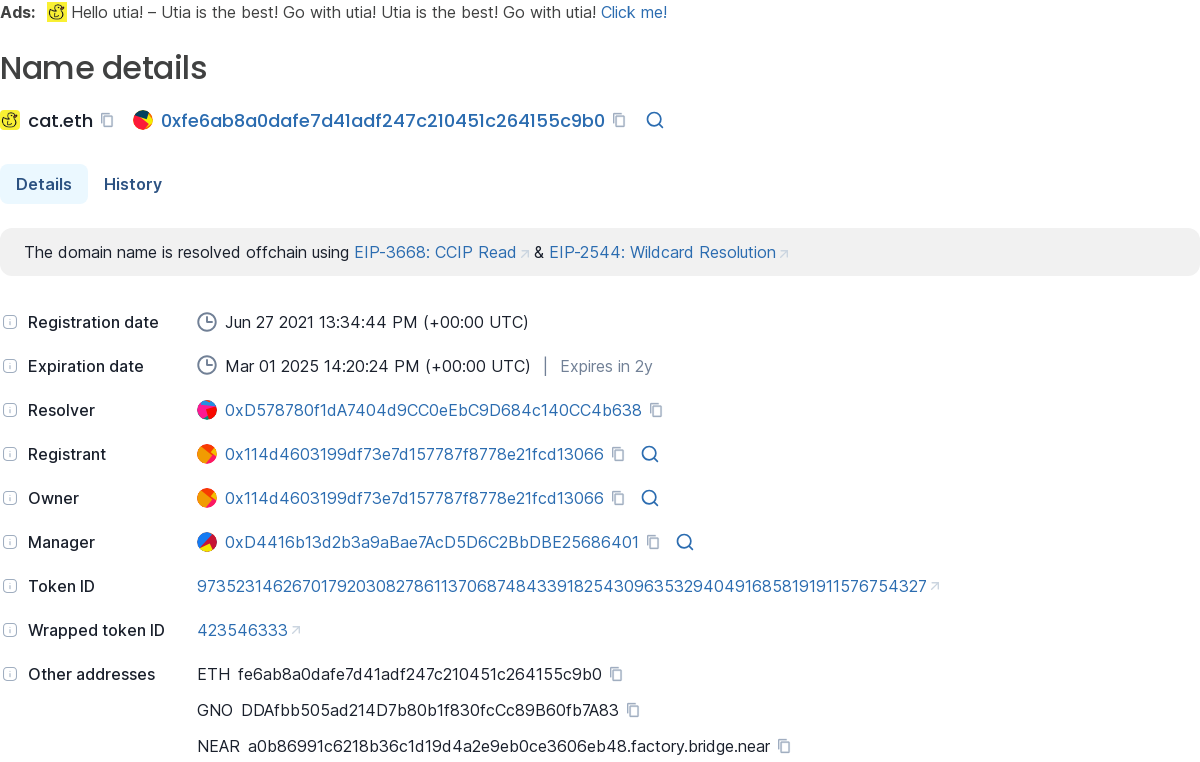 Ads: Hello utia! – Utia is the best! Go with utia! Utia is the best! Go with utia! Click me!
Name details
cat.eth 0xfe6ab8a0dafe7d41adf247c210451c264155c9b0
Details History
The domain name is resolved offchain using EIP-3668: CCIP Read & EIP-2544: Wildcard Resolution
Registration date Jun 27 2021 13:34:44 PM (+00:00 UTC)
Expiration date Mar 01 2025 14:20:24 PM (+00:00 UTC) | Expires in 2y
Resolver 0xD578780f1dA7404d9CC0eEbC9D684c140CC4b638
Registrant 0x114d4603199df73e7d157787f8778e21fcd13066
Owner 0x114d4603199df73e7d157787f8778e21fcd13066
Manager 0xD4416b13d2b3a9aBae7AcD5D6C2BbDBE25686401
Token ID 97352314626701792030827861137068748433918254309635329404916858191911576754327
Wrapped token ID 423546333
Other addresses ETH fe6ab8a0dafe7d41adf247c210451c264155c9b0
GNO DDAfbb505ad214D7b80b1f830fcCc89B60fb7A83
NEAR a0b86991c6218b36c1d19d4a2e9eb0ce3606eb48.factory.bridge.near